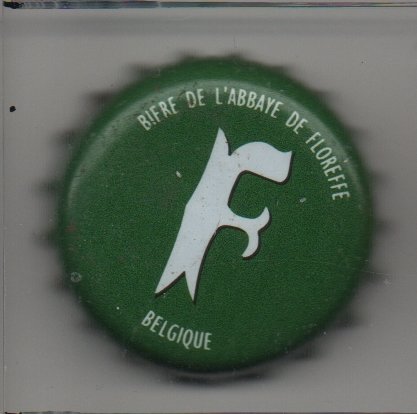 BIÈRE DE L'ABBAYE DE FLOREFFE
F
BELGIQUE